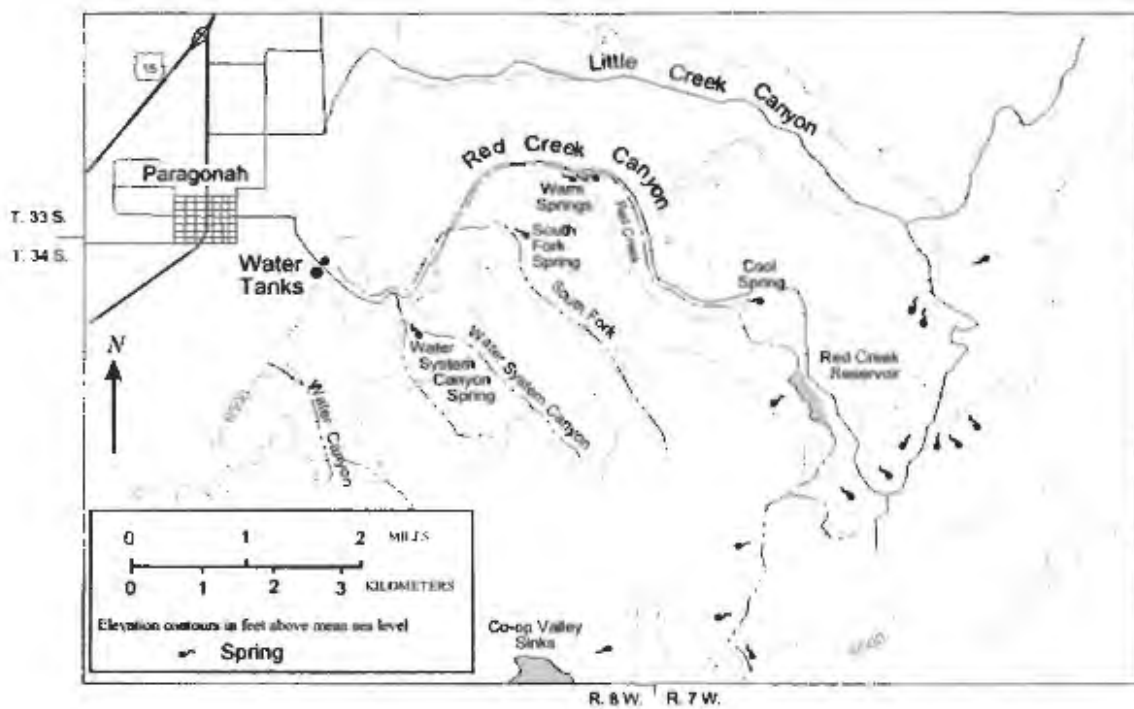 15
Little Creek Canyon
Red Creek Canyon
Paragonah
Warm
Springs
Red Creek
T. 33 S.
T. 34 S.
South
Fork
Spring
Water
Tanks
Cool
Spring
South Fork
N
Water
System
Canyon
Spring
Water System Canyon
Red Creek
Reservoir
Water Canyon
0 1 2 MILES
0 1 2 3 KILOMETERS
Elevation contours in feet above mean sea level
Spring
Co-op Valley
Sinks
R. 8 W. R. 7 W.